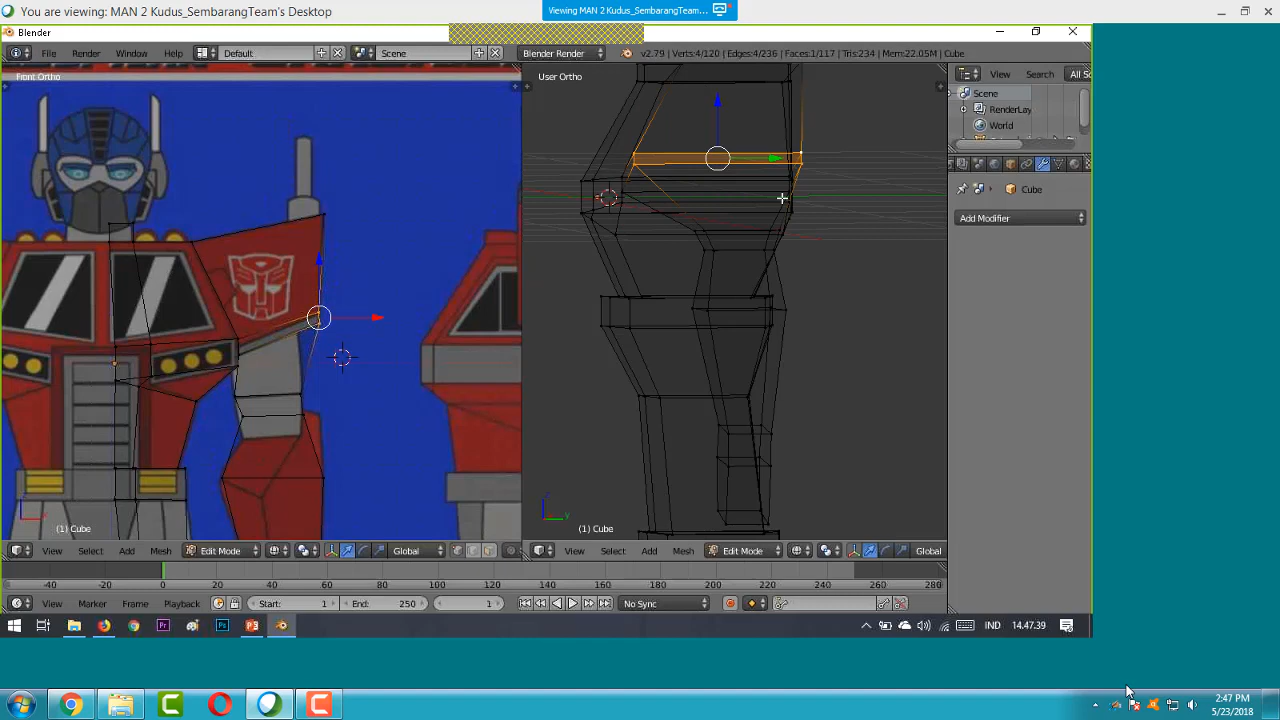 You are viewing: MAN 2 Kudus_SembarangTeam's Desktop
Viewing MAN 2 Kudus_SembarangTeam...
Blender
File Render Window Help Default Scene Blender Render v2.79 | Verts:4/120 | Edges:4/236 | Faces:1/117 | Tris:234 | Mem:22.05M | Cube
Front Ortho
User Ortho
View Search All Sc
Scene
RenderLay
World
Cube
Add Modifier
(1) Cube
(1) Cube
View Select Add Mesh Edit Mode Global
View Select Add Mesh Edit Mode Global
-40 -20 0 20 40 60 80 100 120 140 160 180 200 220 240 260 280
View Marker Frame Playback Start: 1 End: 250 1 No Sync
Pr Ps IND 14.47.39
2:47 PM
5/23/2018